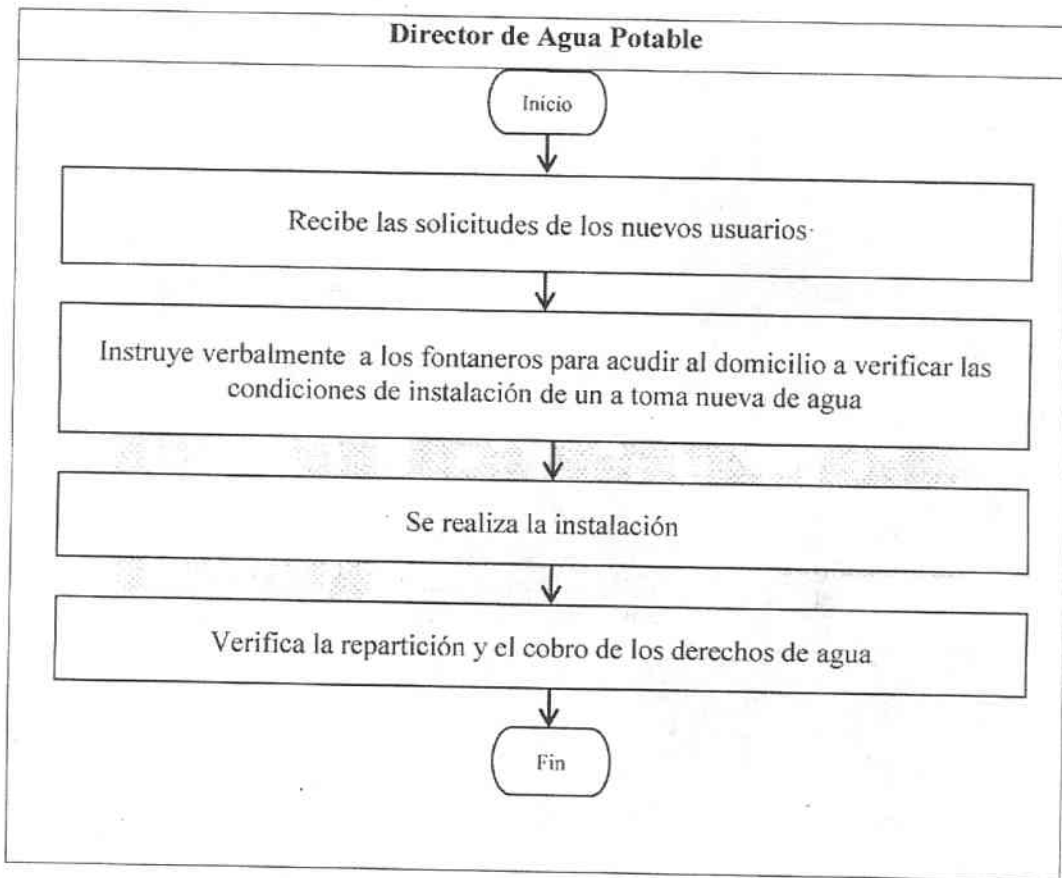 Director de Agua Potable
Inicio
Recibe las solicitudes de los nuevos usuarios
Instruye verbalmente a los fontaneros para acudir al domicilio a verificar las
condiciones de instalación de un a toma nueva de agua
Se realiza la instalación
Verifica la repartición y el cobro de los derechos de agua
Fin